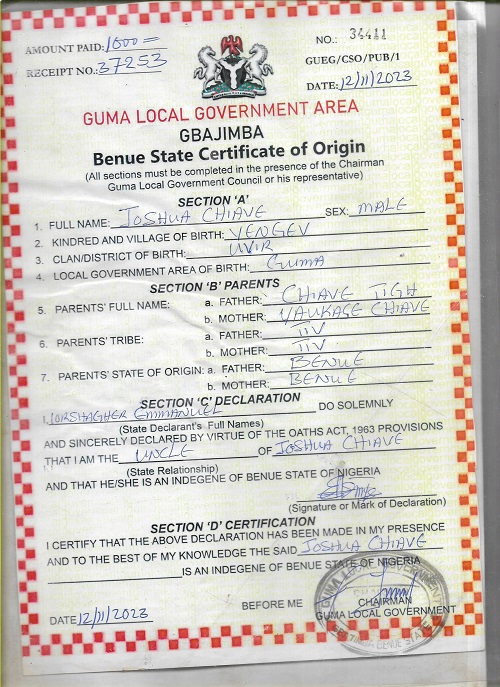 AMOUNT PAID: 1000=
RECEIPT NO.: 37253
NO.: 34411
GUEG/CSO/PUB/1
DATE: 12/11/2023
GUMA LOCAL GOVERNMENT AREA
GBAJIMBA
Benue State Certificate of Origin
(All sections must be completed in the presence of the Chairman
Guma Local Government Council or his representative)
SECTION 'A'
1. FULL NAME: JOSHUA CHIAVE SEX: MALE
2. KINDRED AND VILLAGE OF BIRTH: YENGEV
3. CLAN/DISTRICT OF BIRTH: UVIR
4. LOCAL GOVERNMENT AREA OF BIRTH: GUMA
SECTION 'B' PARENTS
5. PARENTS' FULL NAME: a. FATHER: CHIAVE TIGH
b. MOTHER: YAUKASE CHIAVE
6. PARENTS' TRIBE: a. FATHER: TIV
b. MOTHER: TIV
7. PARENTS' STATE OF ORIGIN: a. FATHER: BENUE
b. MOTHER: BENUE
SECTION 'C' DECLARATION
I, IORSHAGHER EMMANUEL DO SOLEMNLY
(State Declarant's Full Names)
AND SINCERELY DECLARED BY VIRTUE OF THE OATHS ACT, 1963 PROVISIONS
THAT I AM THE UNCLE OF JOSHUA CHIAVE
(State Relationship)
AND THAT HE/SHE IS AN INDEGENE OF BENUE STATE OF NIGERIA
(Signature or Mark of Declaration)
SECTION 'D' CERTIFICATION
I CERTIFY THAT THE ABOVE DECLARATION HAS BEEN MADE IN MY PRESENCE
AND TO THE BEST OF MY KNOWLEDGE THE SAID JOSHUA CHIAVE
IS AN INDEGENE OF BENUE STATE OF NIGERIA
BEFORE ME
CHAIRMAN
GUMA LOCAL GOVERNMENT
DATE 12/11/2023